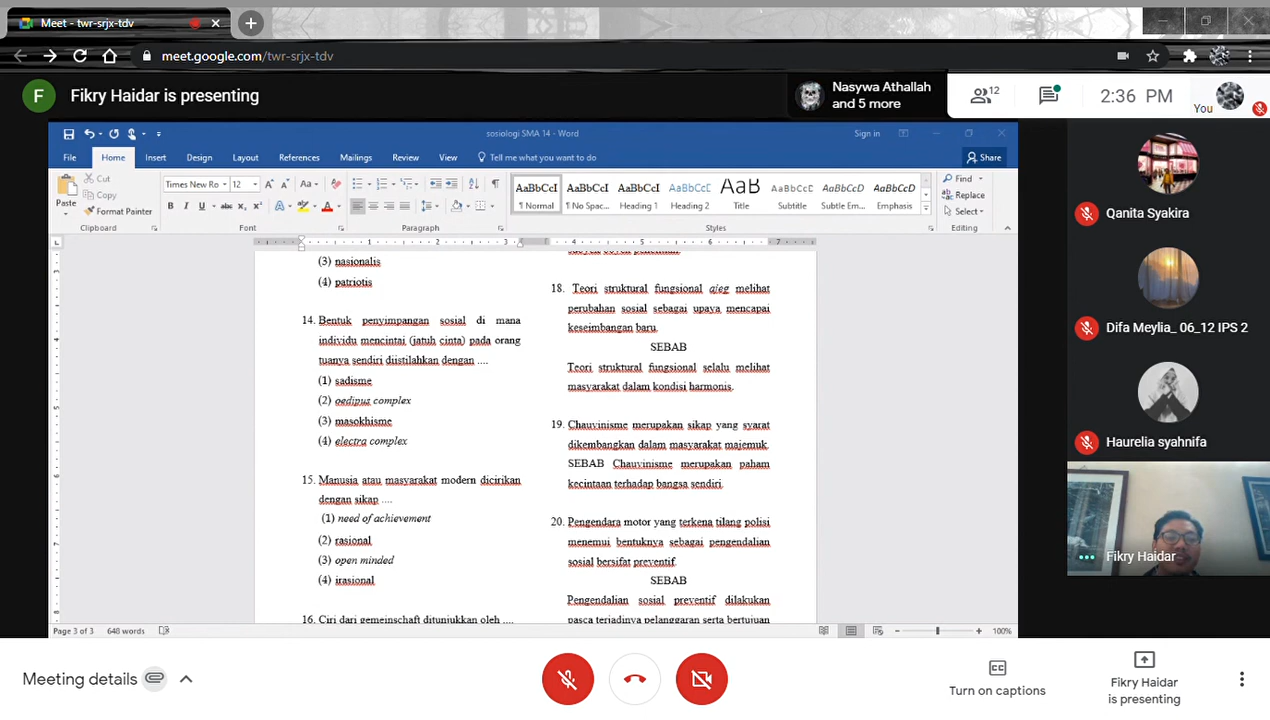 Meet - twr-srjx-tdv
meet.google.com/twr-srjx-tdv
F
Fikry Haidar is presenting
Nasywa Athallah
and 5 more
12
2:36 PM
You
sosiologi SMA 14 - Word
Sign in
File Home Insert Design Layout References Mailings Review View Tell me what you want to do
Share
Paste
Cut
Copy
Format Painter
Clipboard
Times New Ro 12
Font
Paragraph
AaBbCcI AaBbCcI AaBbCcI AaBbCcE AaB AaBbCcD AaBbCcD AaBbCcD
¶ Normal ¶ No Spac... Heading 1 Heading 2 Title Subtitle Subtle Em... Emphasis
Styles
Find
Replace
Select
Editing
(3) nasionalis
(4) patriotis
14. Bentuk penyimpangan sosial di mana
individu mencintai (jatuh cinta) pada orang
tuanya sendiri diistilahkan dengan ....
(1) sadisme
(2) oedipus complex
(3) masokhisme
(4) electra complex
15. Manusia atau masyarakat modern dicirikan
dengan sikap ....
(1) need of achievement
(2) rasional
(3) open minded
(4) irasional
16. Ciri dari gemeinschaft ditunjukkan oleh ....
18. Teori struktural fungsional ajeg melihat
perubahan sosial sebagai upaya mencapai
keseimbangan baru.
SEBAB
Teori struktural fungsional selalu melihat
masyarakat dalam kondisi harmonis.
19. Chauvinisme merupakan sikap yang syarat
dikembangkan dalam masyarakat majemuk.
SEBAB Chauvinisme merupakan paham
kecintaan terhadap bangsa sendiri.
20. Pengendara motor yang terkena tilang polisi
menemui bentuknya sebagai pengendalian
sosial bersifat preventif.
SEBAB
Pengendalian sosial preventif dilakukan
pasca terjadinya pelanggaran serta bertujuan
Page 3 of 3 648 words
100%
Qanita Syakira
Difa Meylia_ 06_12 IPS 2
Haurelia syahnifa
Fikry Haidar
Meeting details
Turn on captions
Fikry Haidar
is presenting